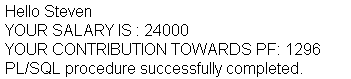 Hello Steven
YOUR SALARY IS : 24000
YOUR CONTRIBUTION TOWARDS PF: 1296
PL/SQL procedure successfully completed.